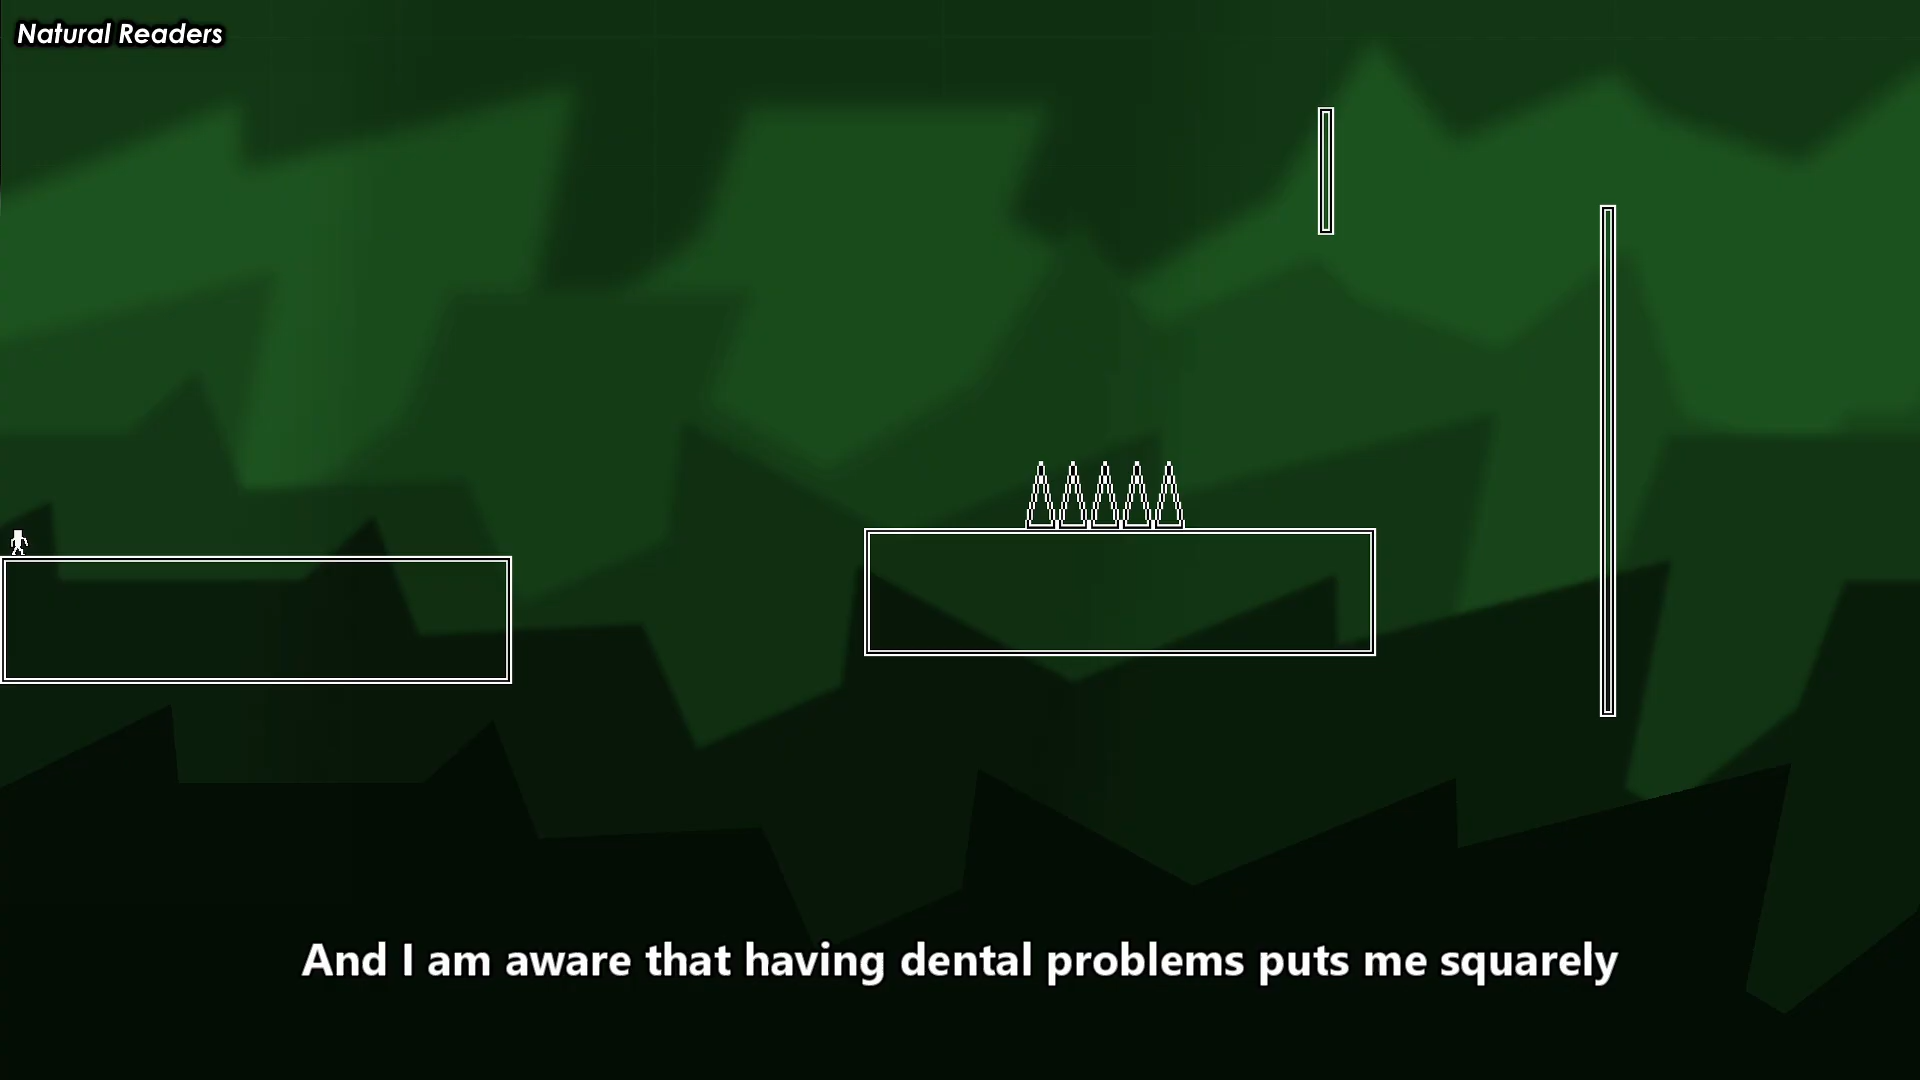 Natural Readers
And I am aware that having dental problems puts me squarely